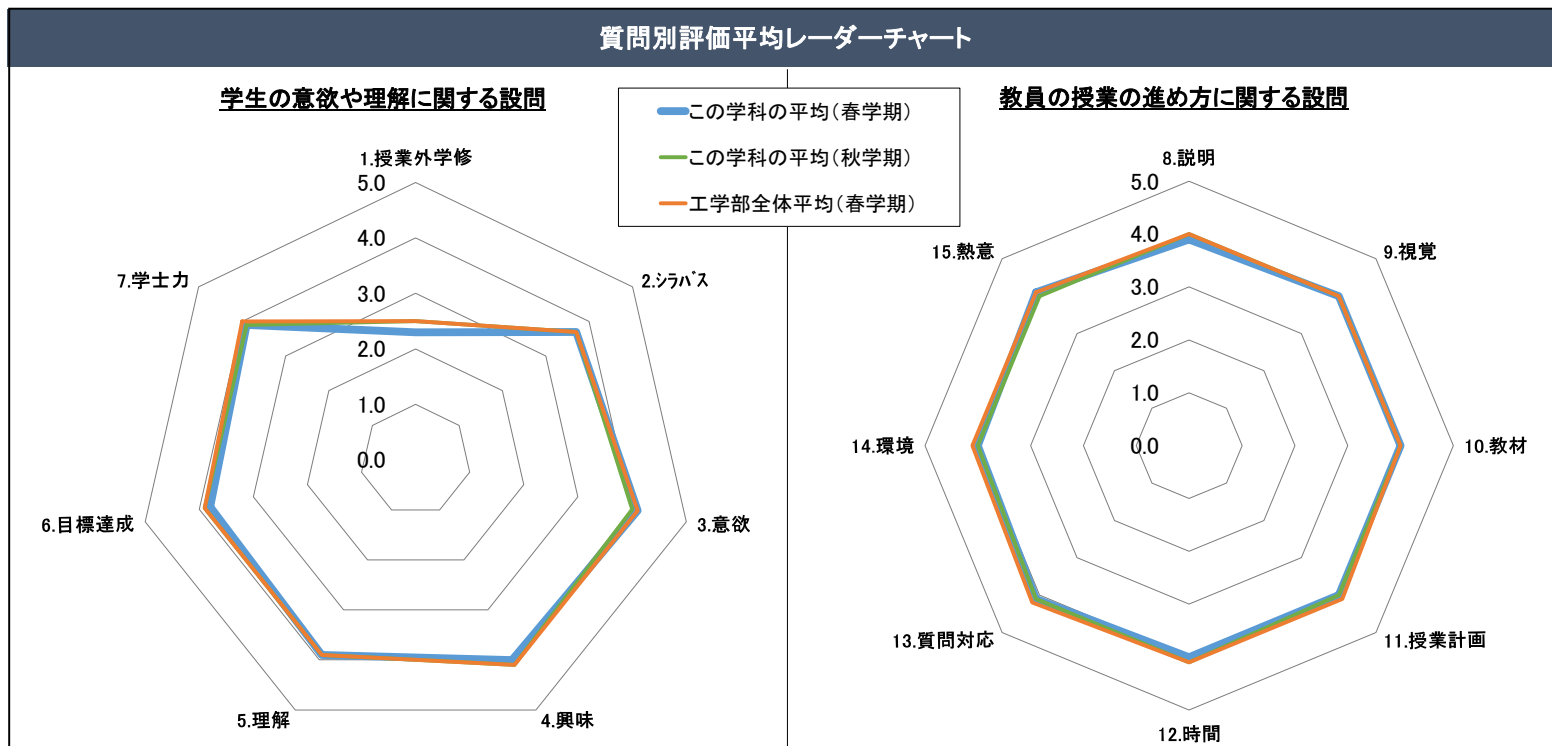 質問別評価平均レーダーチャート
学生の意欲や理解に関する設問
この学科の平均（春学期）
この学科の平均（秋学期）
工学部全体平均（春学期）
教員の授業の進め方に関する設問
1.授業外学修
5.0
4.0
3.0
2.0
1.0
0.0
2.ｼﾗﾊﾞｽ
3.意欲
4.興味
5.理解
6.目標達成
7.学士力
8.説明
5.0
4.0
3.0
2.0
1.0
0.0
9.視覚
10.教材
11.授業計画
12.時間
13.質問対応
14.環境
15.熱意